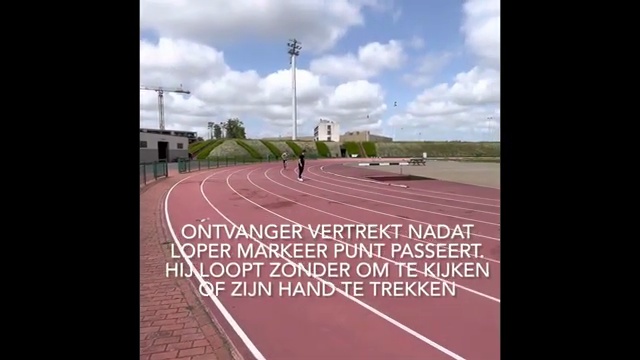 ONTVANGER VERTREKT NADAT
LOPER MARKEER PUNT PASSEERT.
HIJ LOOPT ZONDER OM TE KIJKEN
OF ZIJN HAND TE TREKKEN